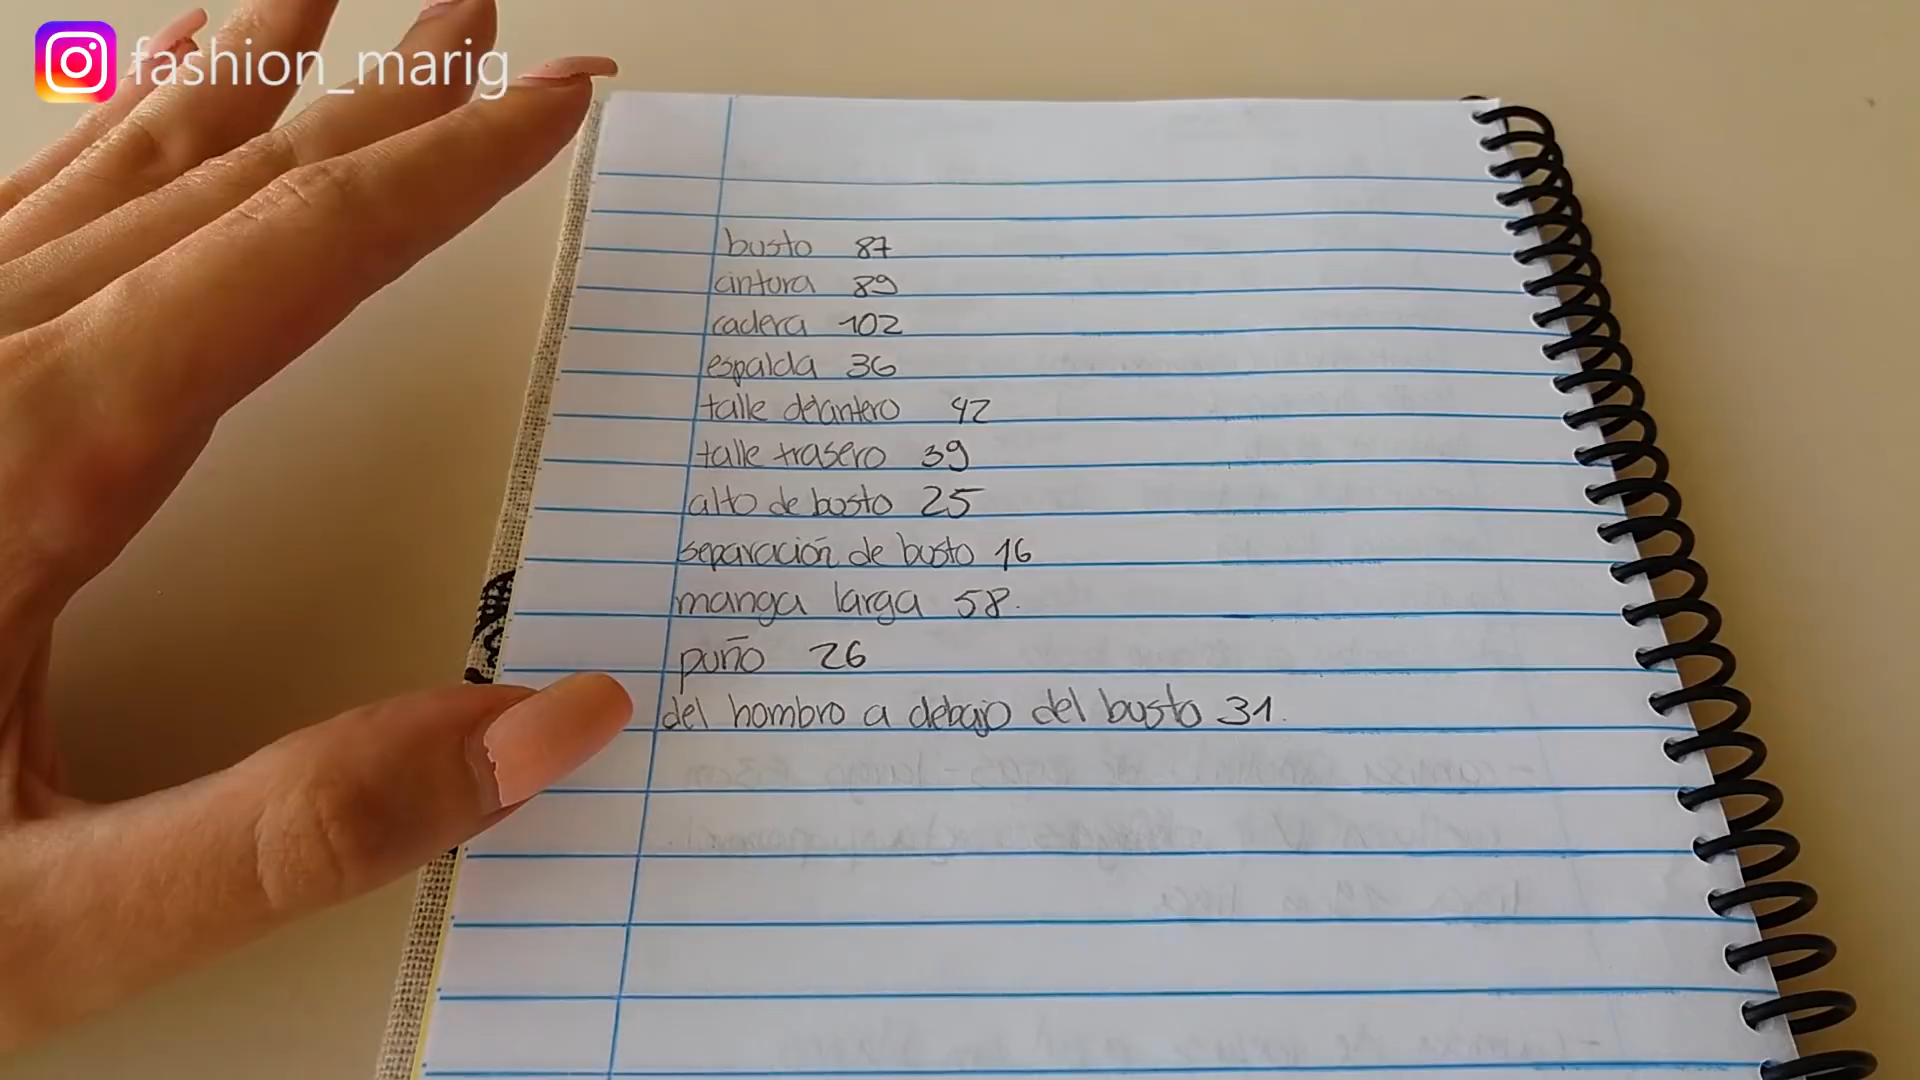 fashion_marig
busto 87
cintura 89
cadera 102
espalda 36
talle delantero 42
talle trasero 39
alto de busto 25
separación de busto 16
manga larga 58.
puño 26
del hombro a debajo del busto 31.